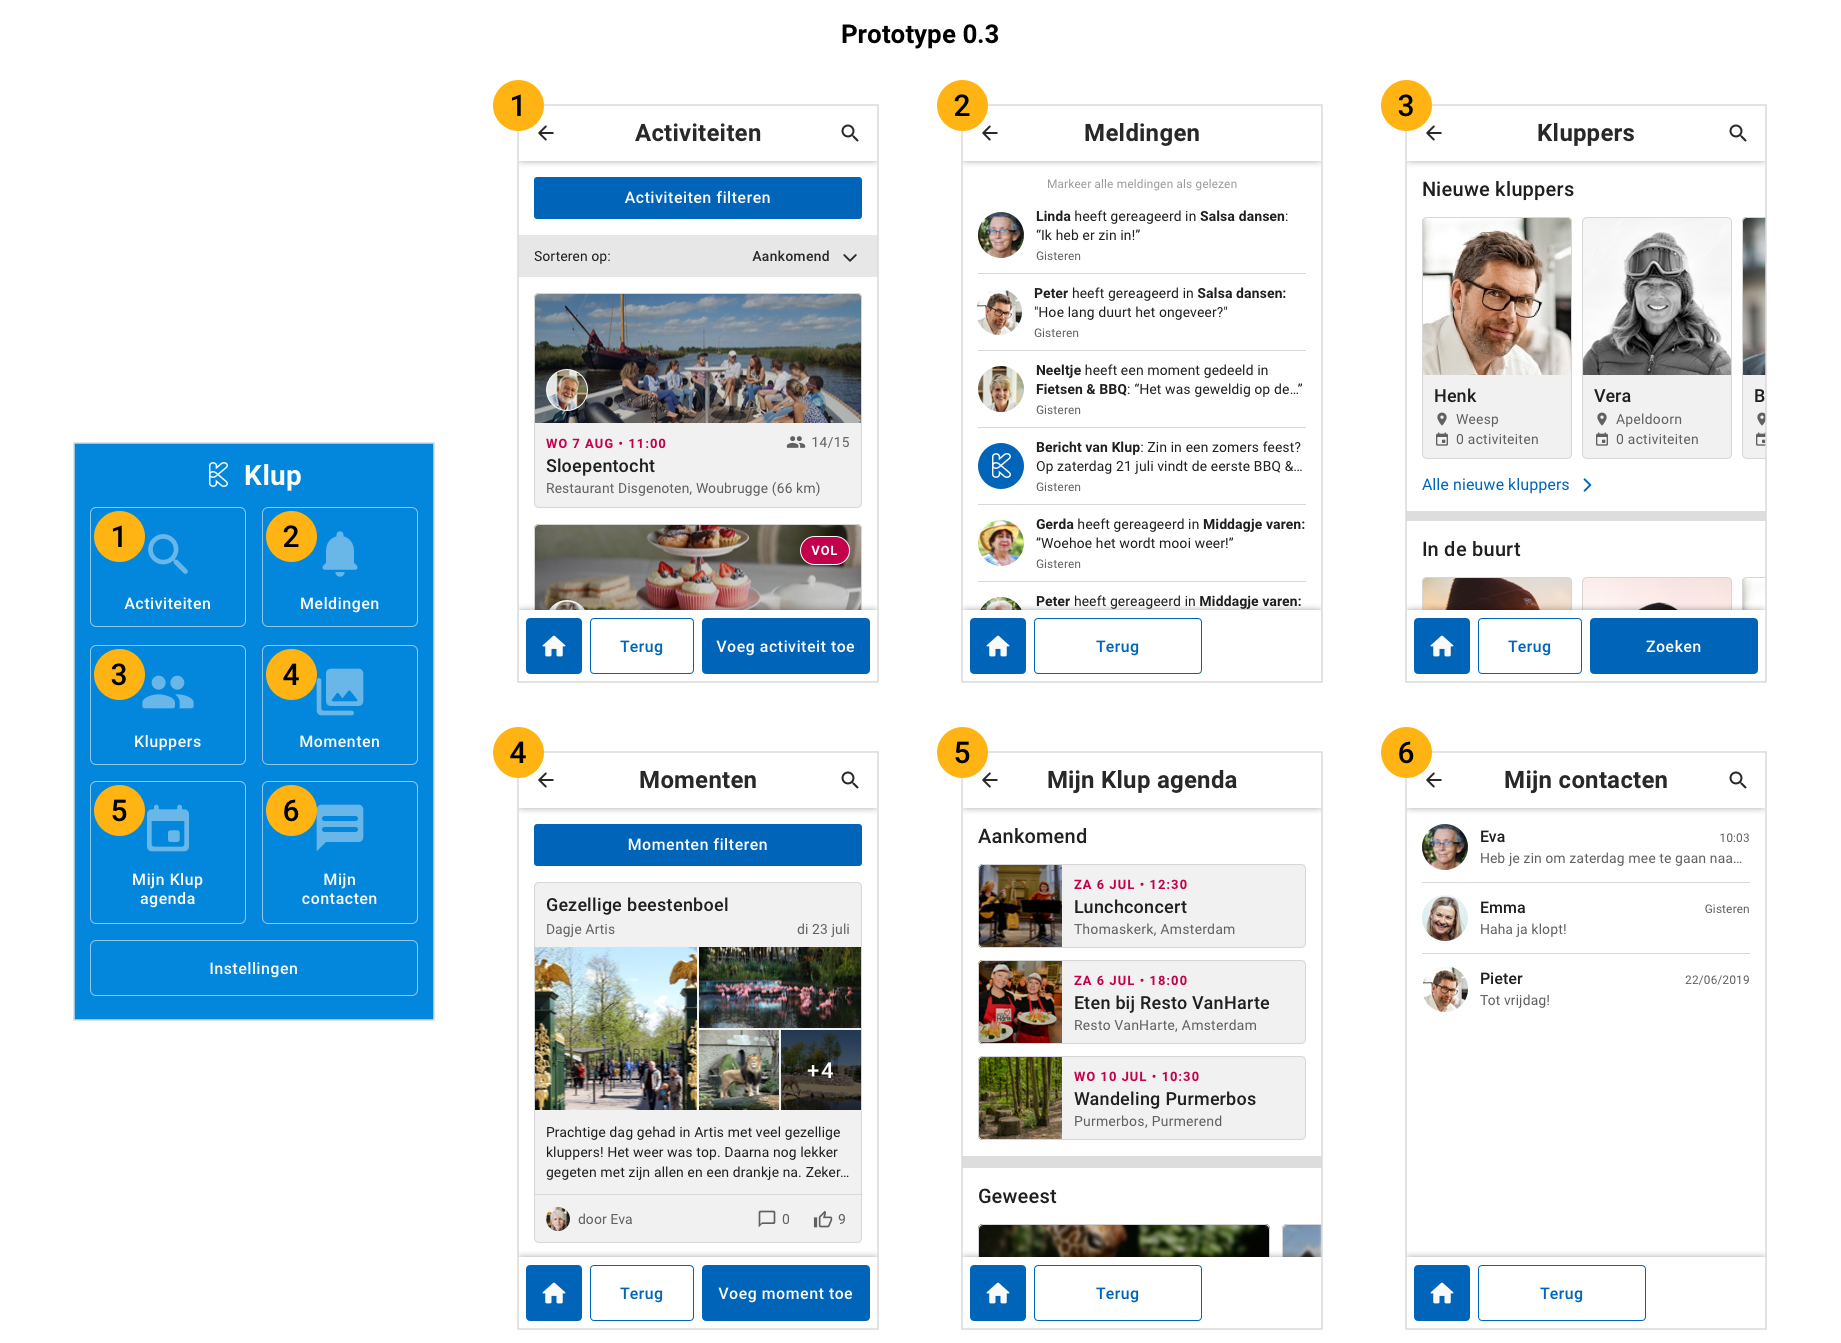 Prototype 0.3
Klup
1
Activiteiten
2
Meldingen
3
Kluppers
4
Momenten
5
Mijn Klup
agenda
6
Mijn
contacten
Instellingen
1
Activiteiten
Activiteiten filteren
Sorteren op: Aankomend
WO 7 AUG • 11:00 14/15
Sloepentocht
Restaurant Disgenoten, Woubrugge (66 km)
VOL
Terug
Voeg activiteit toe
2
Meldingen
Markeer alle meldingen als gelezen
Linda heeft gereageerd in Salsa dansen:
“Ik heb er zin in!”
Gisteren
Peter heeft gereageerd in Salsa dansen:
"Hoe lang duurt het ongeveer?"
Gisteren
Neeltje heeft een moment gedeeld in
Fietsen & BBQ: “Het was geweldig op de...”
Gisteren
Bericht van Klup: Zin in een zomers feest?
Op zaterdag 21 juli vindt de eerste BBQ &...
Gisteren
Gerda heeft gereageerd in Middagje varen:
“Woehoe het wordt mooi weer!”
Gisteren
Peter heeft gereageerd in Middagje varen:
Terug
3
Kluppers
Nieuwe kluppers
Henk
Weesp
0 activiteiten
Vera
Apeldoorn
0 activiteiten
B
Alle nieuwe kluppers
In de buurt
Terug
Zoeken
4
Momenten
Momenten filteren
Gezellige beestenboel
Dagje Artis di 23 juli
ARTIS
+4
Prachtige dag gehad in Artis met veel gezellige
kluppers! Het weer was top. Daarna nog lekker
gegeten met zijn allen en een drankje na. Zeker...
door Eva 0 9
Terug
Voeg moment toe
5
Mijn Klup agenda
Aankomend
ZA 6 JUL • 12:30
Lunchconcert
Thomaskerk, Amsterdam
ZA 6 JUL • 18:00
Eten bij Resto VanHarte
Resto VanHarte, Amsterdam
WO 10 JUL • 10:30
Wandeling Purmerbos
Purmerbos, Purmerend
Geweest
Terug
6
Mijn contacten
Eva 10:03
Heb je zin om zaterdag mee te gaan naa...
Emma Gisteren
Haha ja klopt!
Pieter 22/06/2019
Tot vrijdag!
Terug